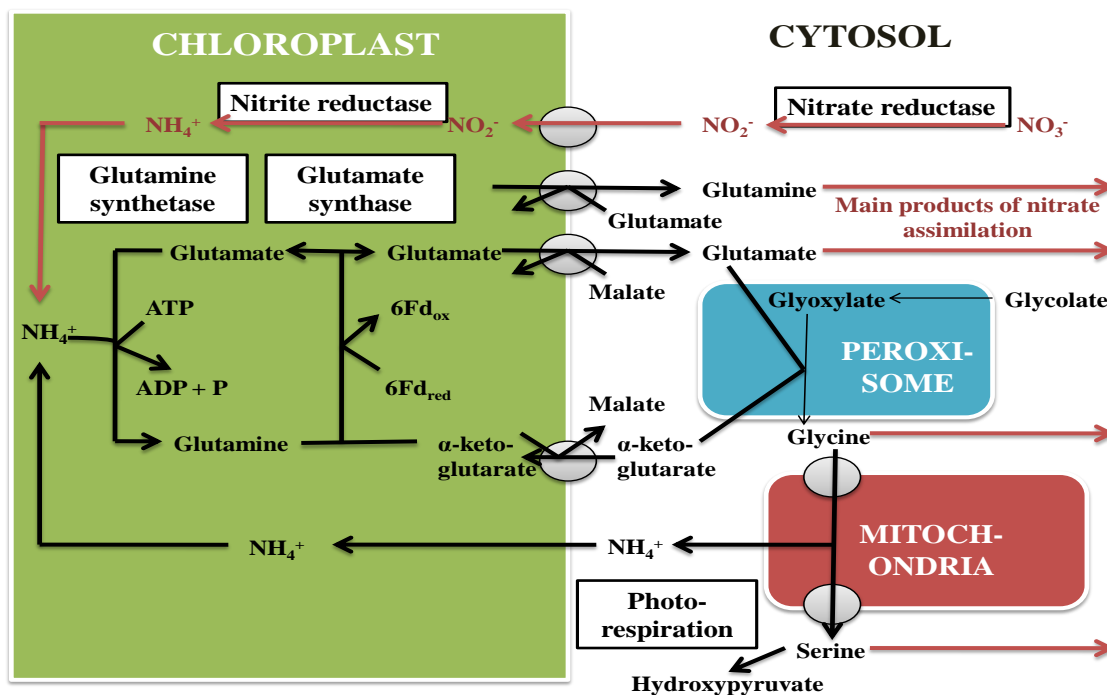 CHLOROPLAST
CYTOSOL
Nitrite reductase
Nitrate reductase
NH₄⁺
NO₂⁻
NO₂⁻
NO₃⁻
Glutamine
synthetase
Glutamate
synthase
Glutamine
Glutamate
Main products of nitrate
assimilation
Glutamate
Glutamate
Glutamate
Malate
Glyoxylate
Glycolate
ATP
6Fdₒₓ
NH₄⁺
PEROXI-
SOME
ADP + P
6Fd_red
Malate
Glutamine
α-keto-
glutarate
α-keto-
glutarate
Glycine
MITOCH-
ONDRIA
NH₄⁺
NH₄⁺
Photo-
respiration
Serine
Hydroxypyruvate